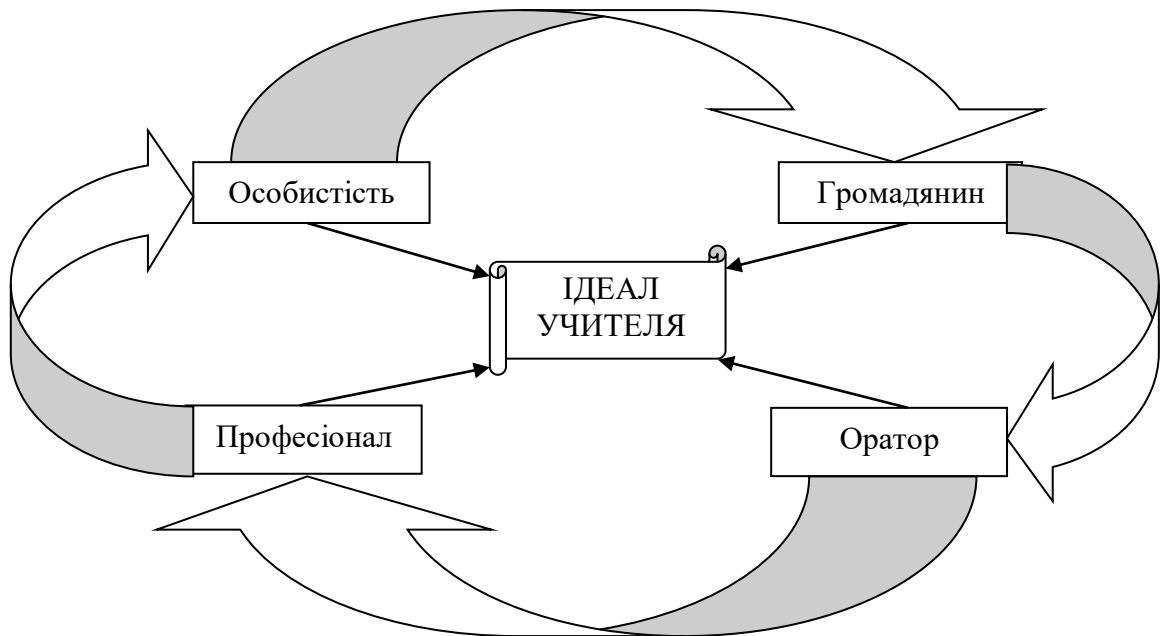 Особистість
Громадянин
ІДЕАЛ
УЧИТЕЛЯ
Професіонал
Оратор